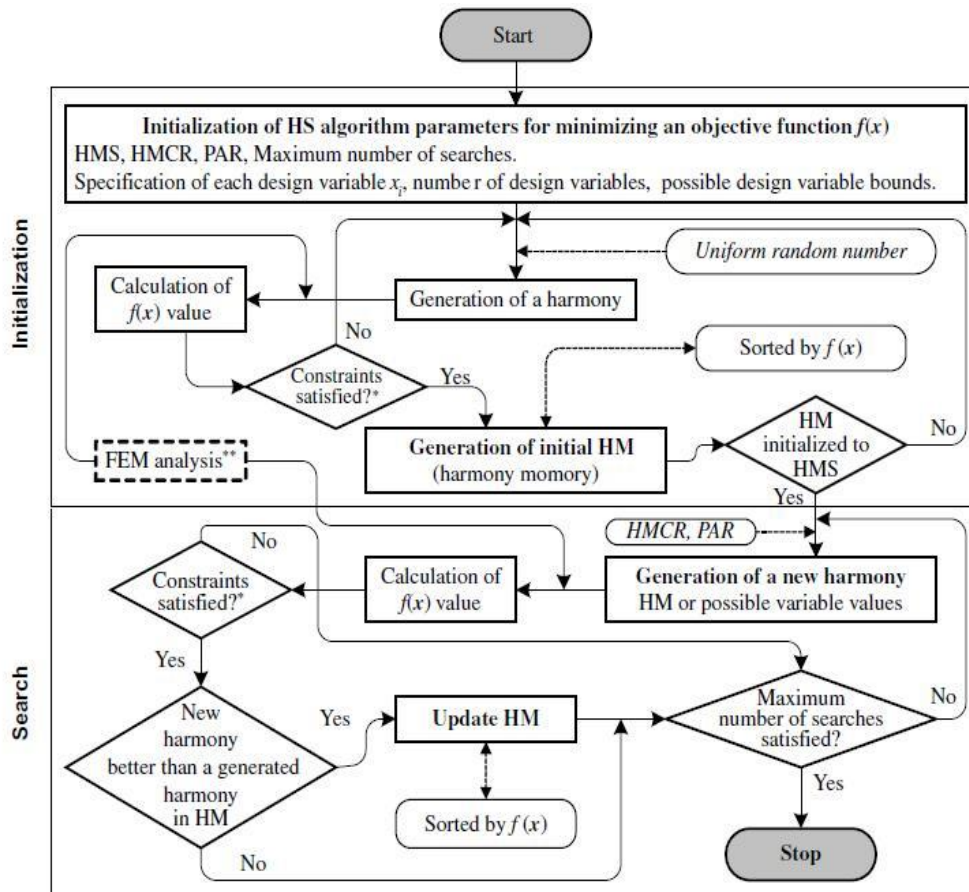 Start
Initialization
Initialization of HS algorithm parameters for minimizing an objective function f(x)
HMS, HMCR, PAR, Maximum number of searches.
Specification of each design variable xi, number of design variables, possible design variable bounds.
Uniform random number
Calculation of
f(x) value
Generation of a harmony
No
Sorted by f (x)
Constraints
satisfied?*
Yes
HM
initialized to
HMS
No
Generation of initial HM
(harmony momory)
FEM analysis**
Yes
Search
No
HMCR, PAR
Constraints
satisfied?*
Calculation of
f(x) value
Generation of a new harmony
HM or possible variable values
Yes
New
harmony
better than a generated
harmony
in HM
Yes
Update HM
Maximum
number of searches
satisfied?
No
Sorted by f (x)
Yes
No
Stop